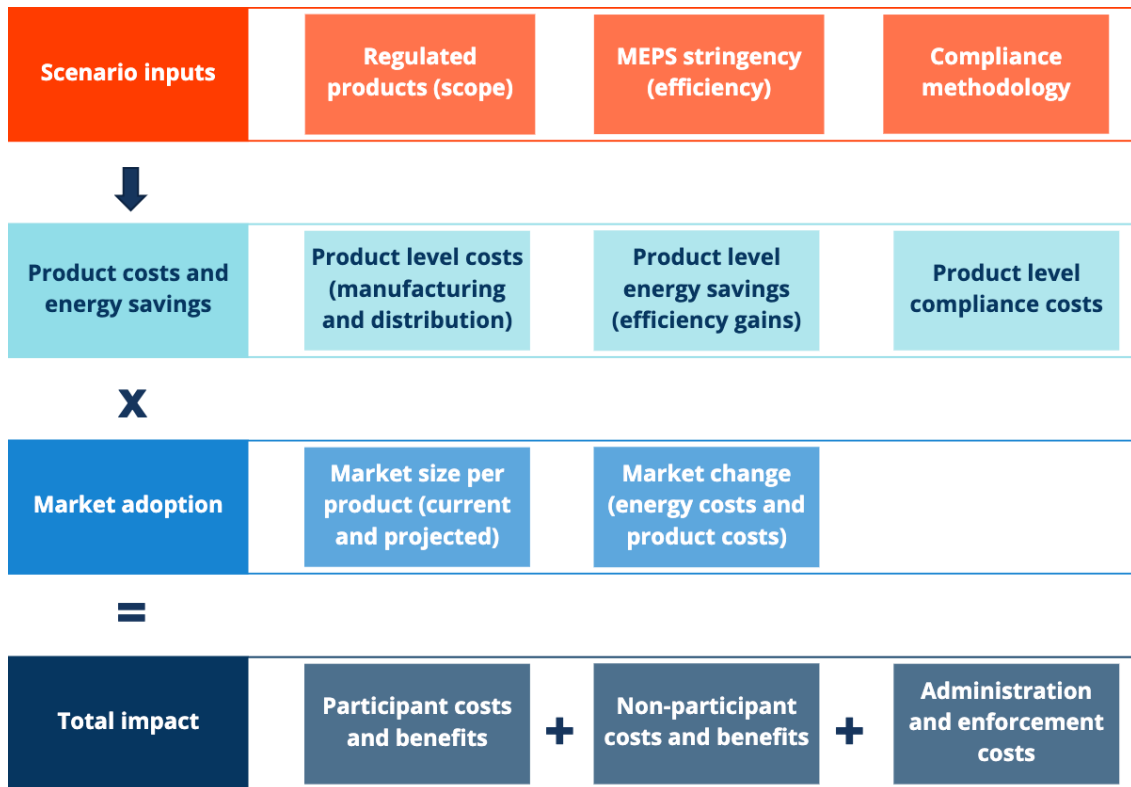 Scenario inputs
Regulated
products (scope)
MEPS stringency
(efficiency)
Compliance
methodology
Product costs and
energy savings
Product level costs
(manufacturing
and distribution)
Product level
energy savings
(efficiency gains)
Product level
compliance costs
x
Market adoption
Market size per
product (current
and projected)
Market change
(energy costs and
product costs)
=
Total impact
Participant costs
and benefits
+
Non-participant
costs and benefits
+
Administration
and enforcement
costs